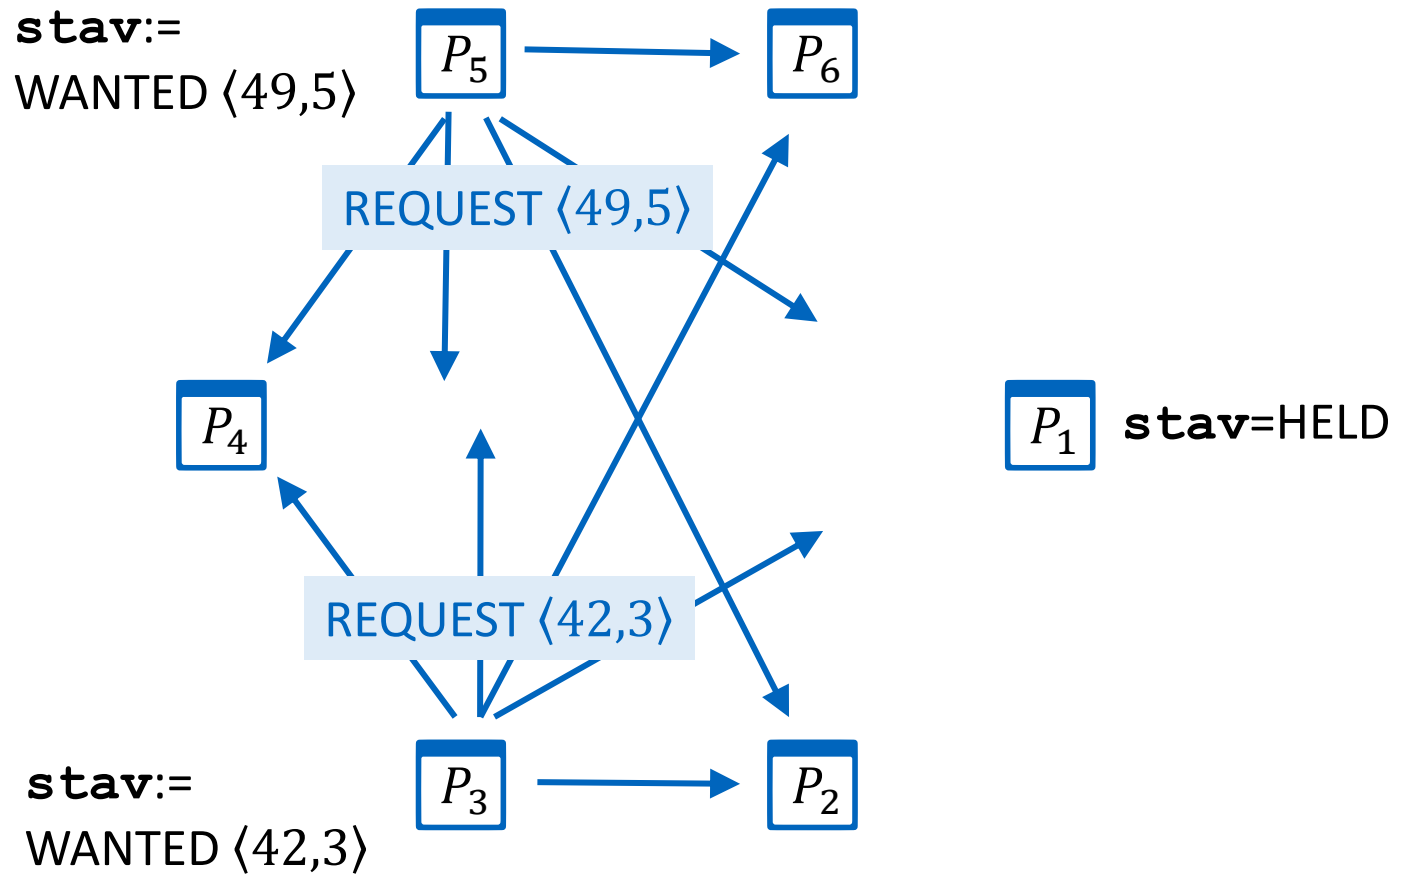 stav:=
WANTED ⟨49,5⟩
P₅
P₆
REQUEST ⟨49,5⟩
P₄
P₁
stav=HELD
REQUEST ⟨42,3⟩
stav:=
WANTED ⟨42,3⟩
P₃
P₂